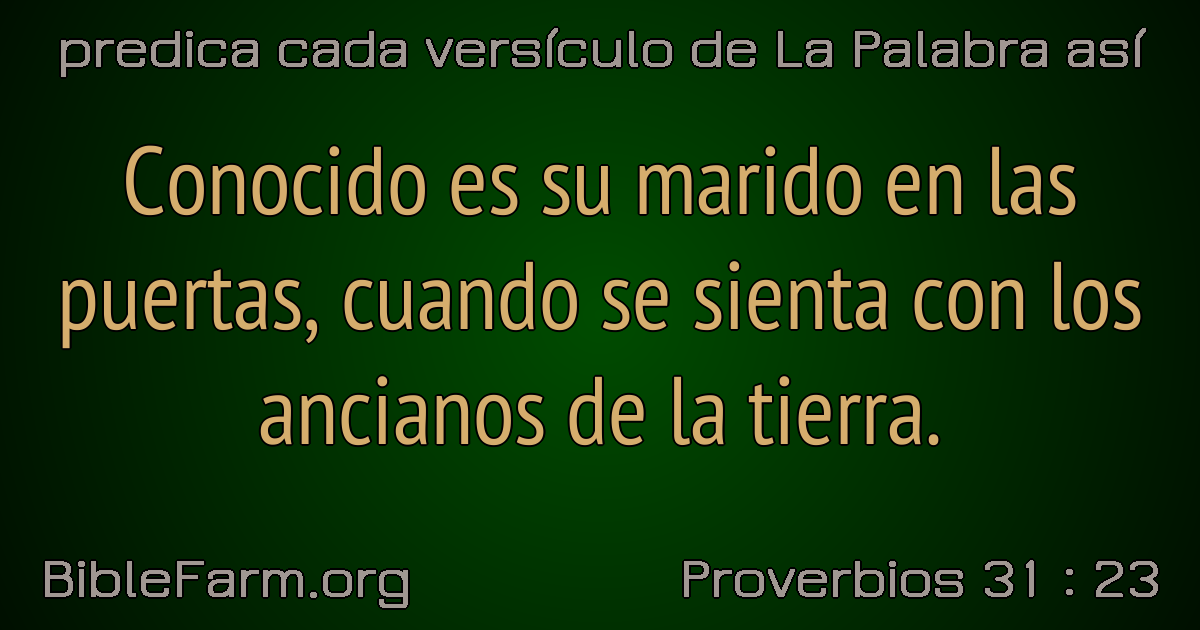 predica cada versículo de La Palabra así
Conocido es su marido en las
puertas, cuando se sienta con los
ancianos de la tierra.
BibleFarm.org
Proverbios 31 : 23